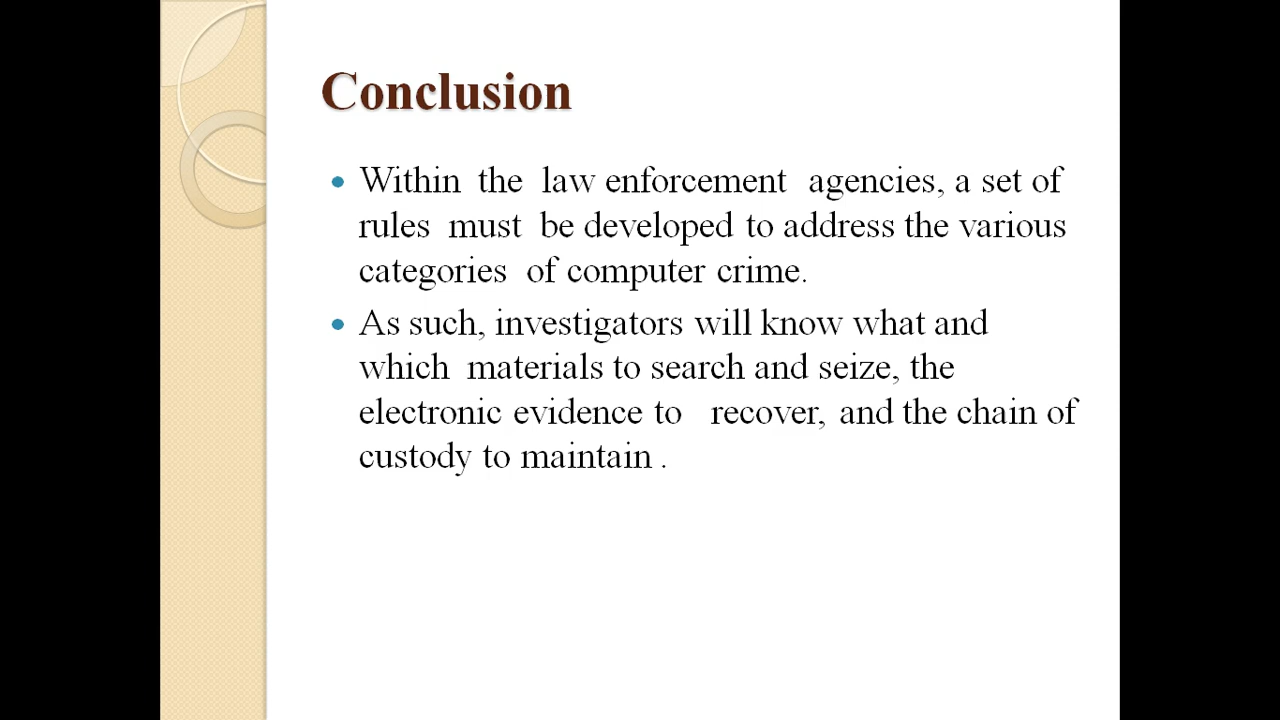 Conclusion
• Within the law enforcement agencies, a set of
rules must be developed to address the various
categories of computer crime.
• As such, investigators will know what and
which materials to search and seize, the
electronic evidence to recover, and the chain of
custody to maintain .